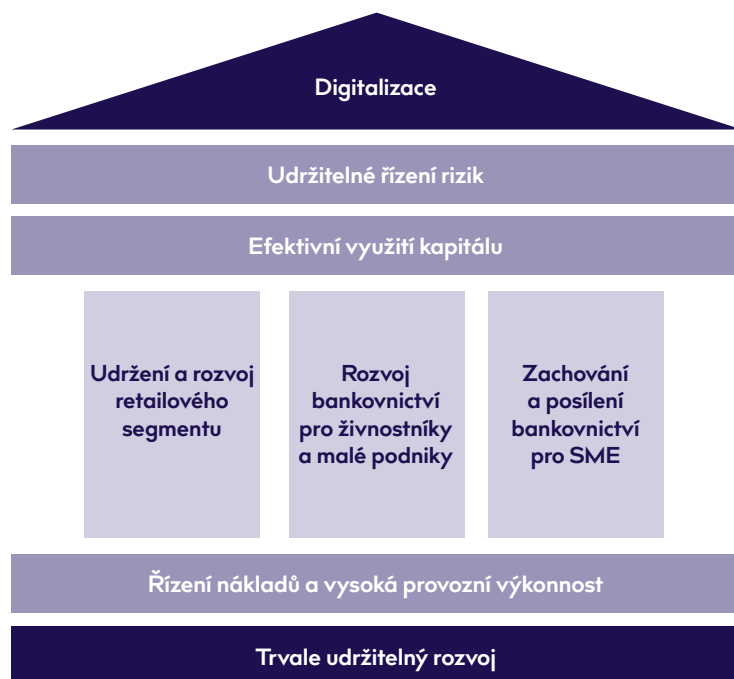 Digitalizace
Udržitelné řízení rizik
Efektivní využití kapitálu
Udržení a rozvoj
retailového
segmentu
Rozvoj
bankovnictví
pro živnostníky
a malé podniky
Zachování
a posílení
bankovnictví
pro SME
Řízení nákladů a vysoká provozní výkonnost
Trvale udržitelný rozvoj